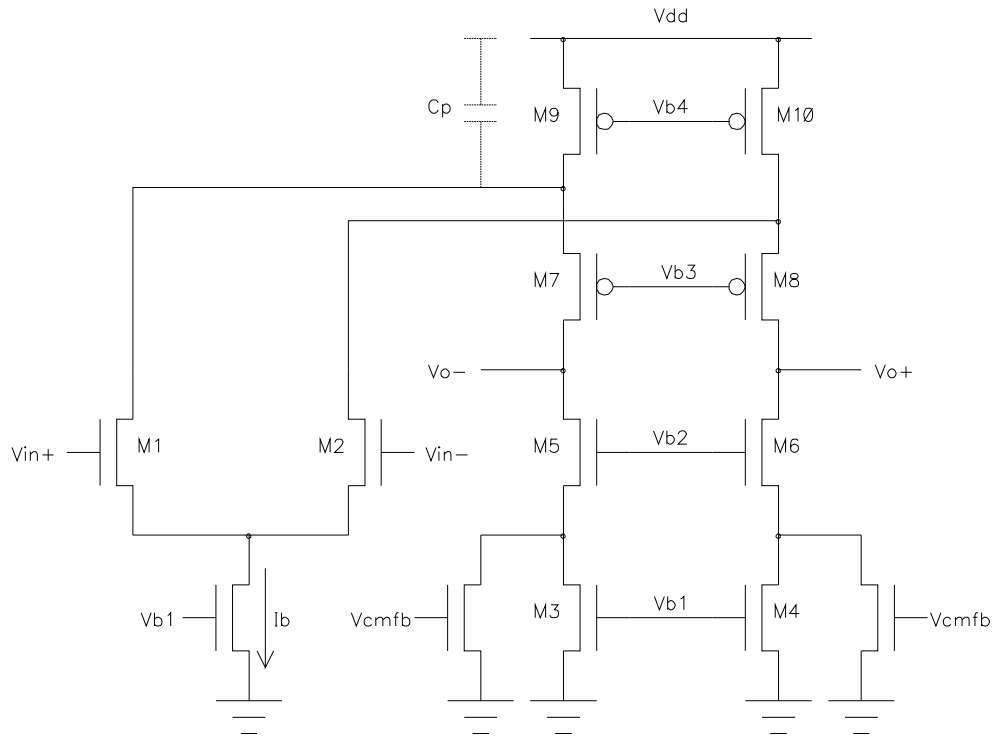 Vdd
Cp
M9
Vb4
M10
M7
Vb3
M8
Vo−
Vo+
Vin+
M1
M2
Vin−
M5
Vb2
M6
Vb1
Ib
Vcmfb
M3
Vb1
M4
Vcmfb